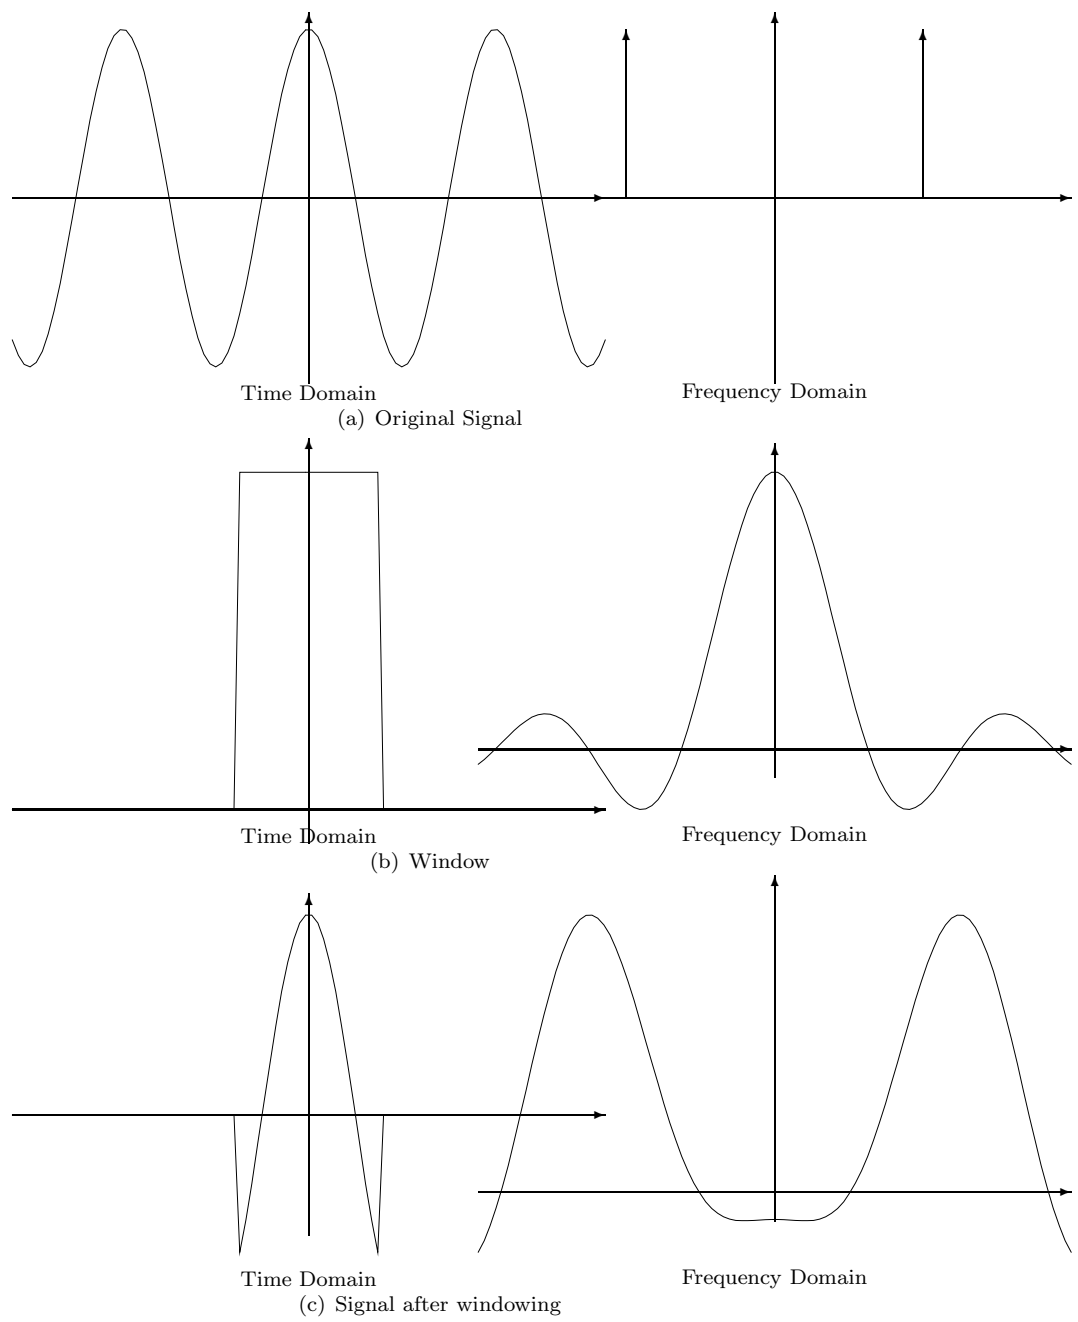 Time Domain
Frequency Domain
(a) Original Signal
Time Domain
Frequency Domain
(b) Window
Time Domain
Frequency Domain
(c) Signal after windowing